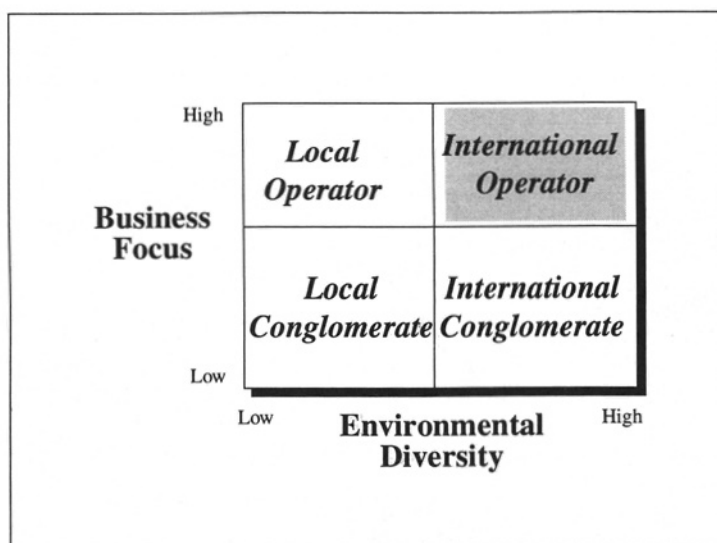 High
Local
Operator
International
Operator
Business
Focus
Local
Conglomerate
International
Conglomerate
Low
Low
High
Environmental
Diversity